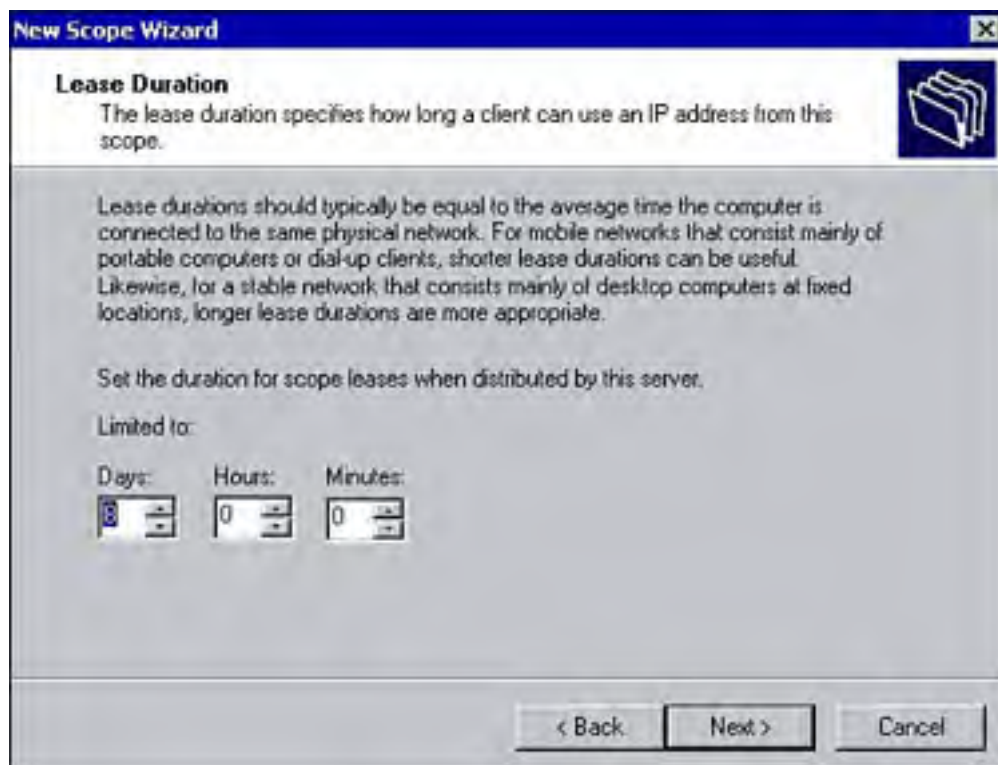 New Scope Wizard
Lease Duration
The lease duration specifies how long a client can use an IP address from this
scope.
Lease durations should typically be equal to the average time the computer is
connected to the same physical network. For mobile networks that consist mainly of
portable computers or dial-up clients, shorter lease durations can be useful.
Likewise, for a stable network that consists mainly of desktop computers at fixed
locations, longer lease durations are more appropriate.
Set the duration for scope leases when distributed by this server.
Limited to:
Days: Hours: Minutes:
8 0 0
< Back Next > Cancel